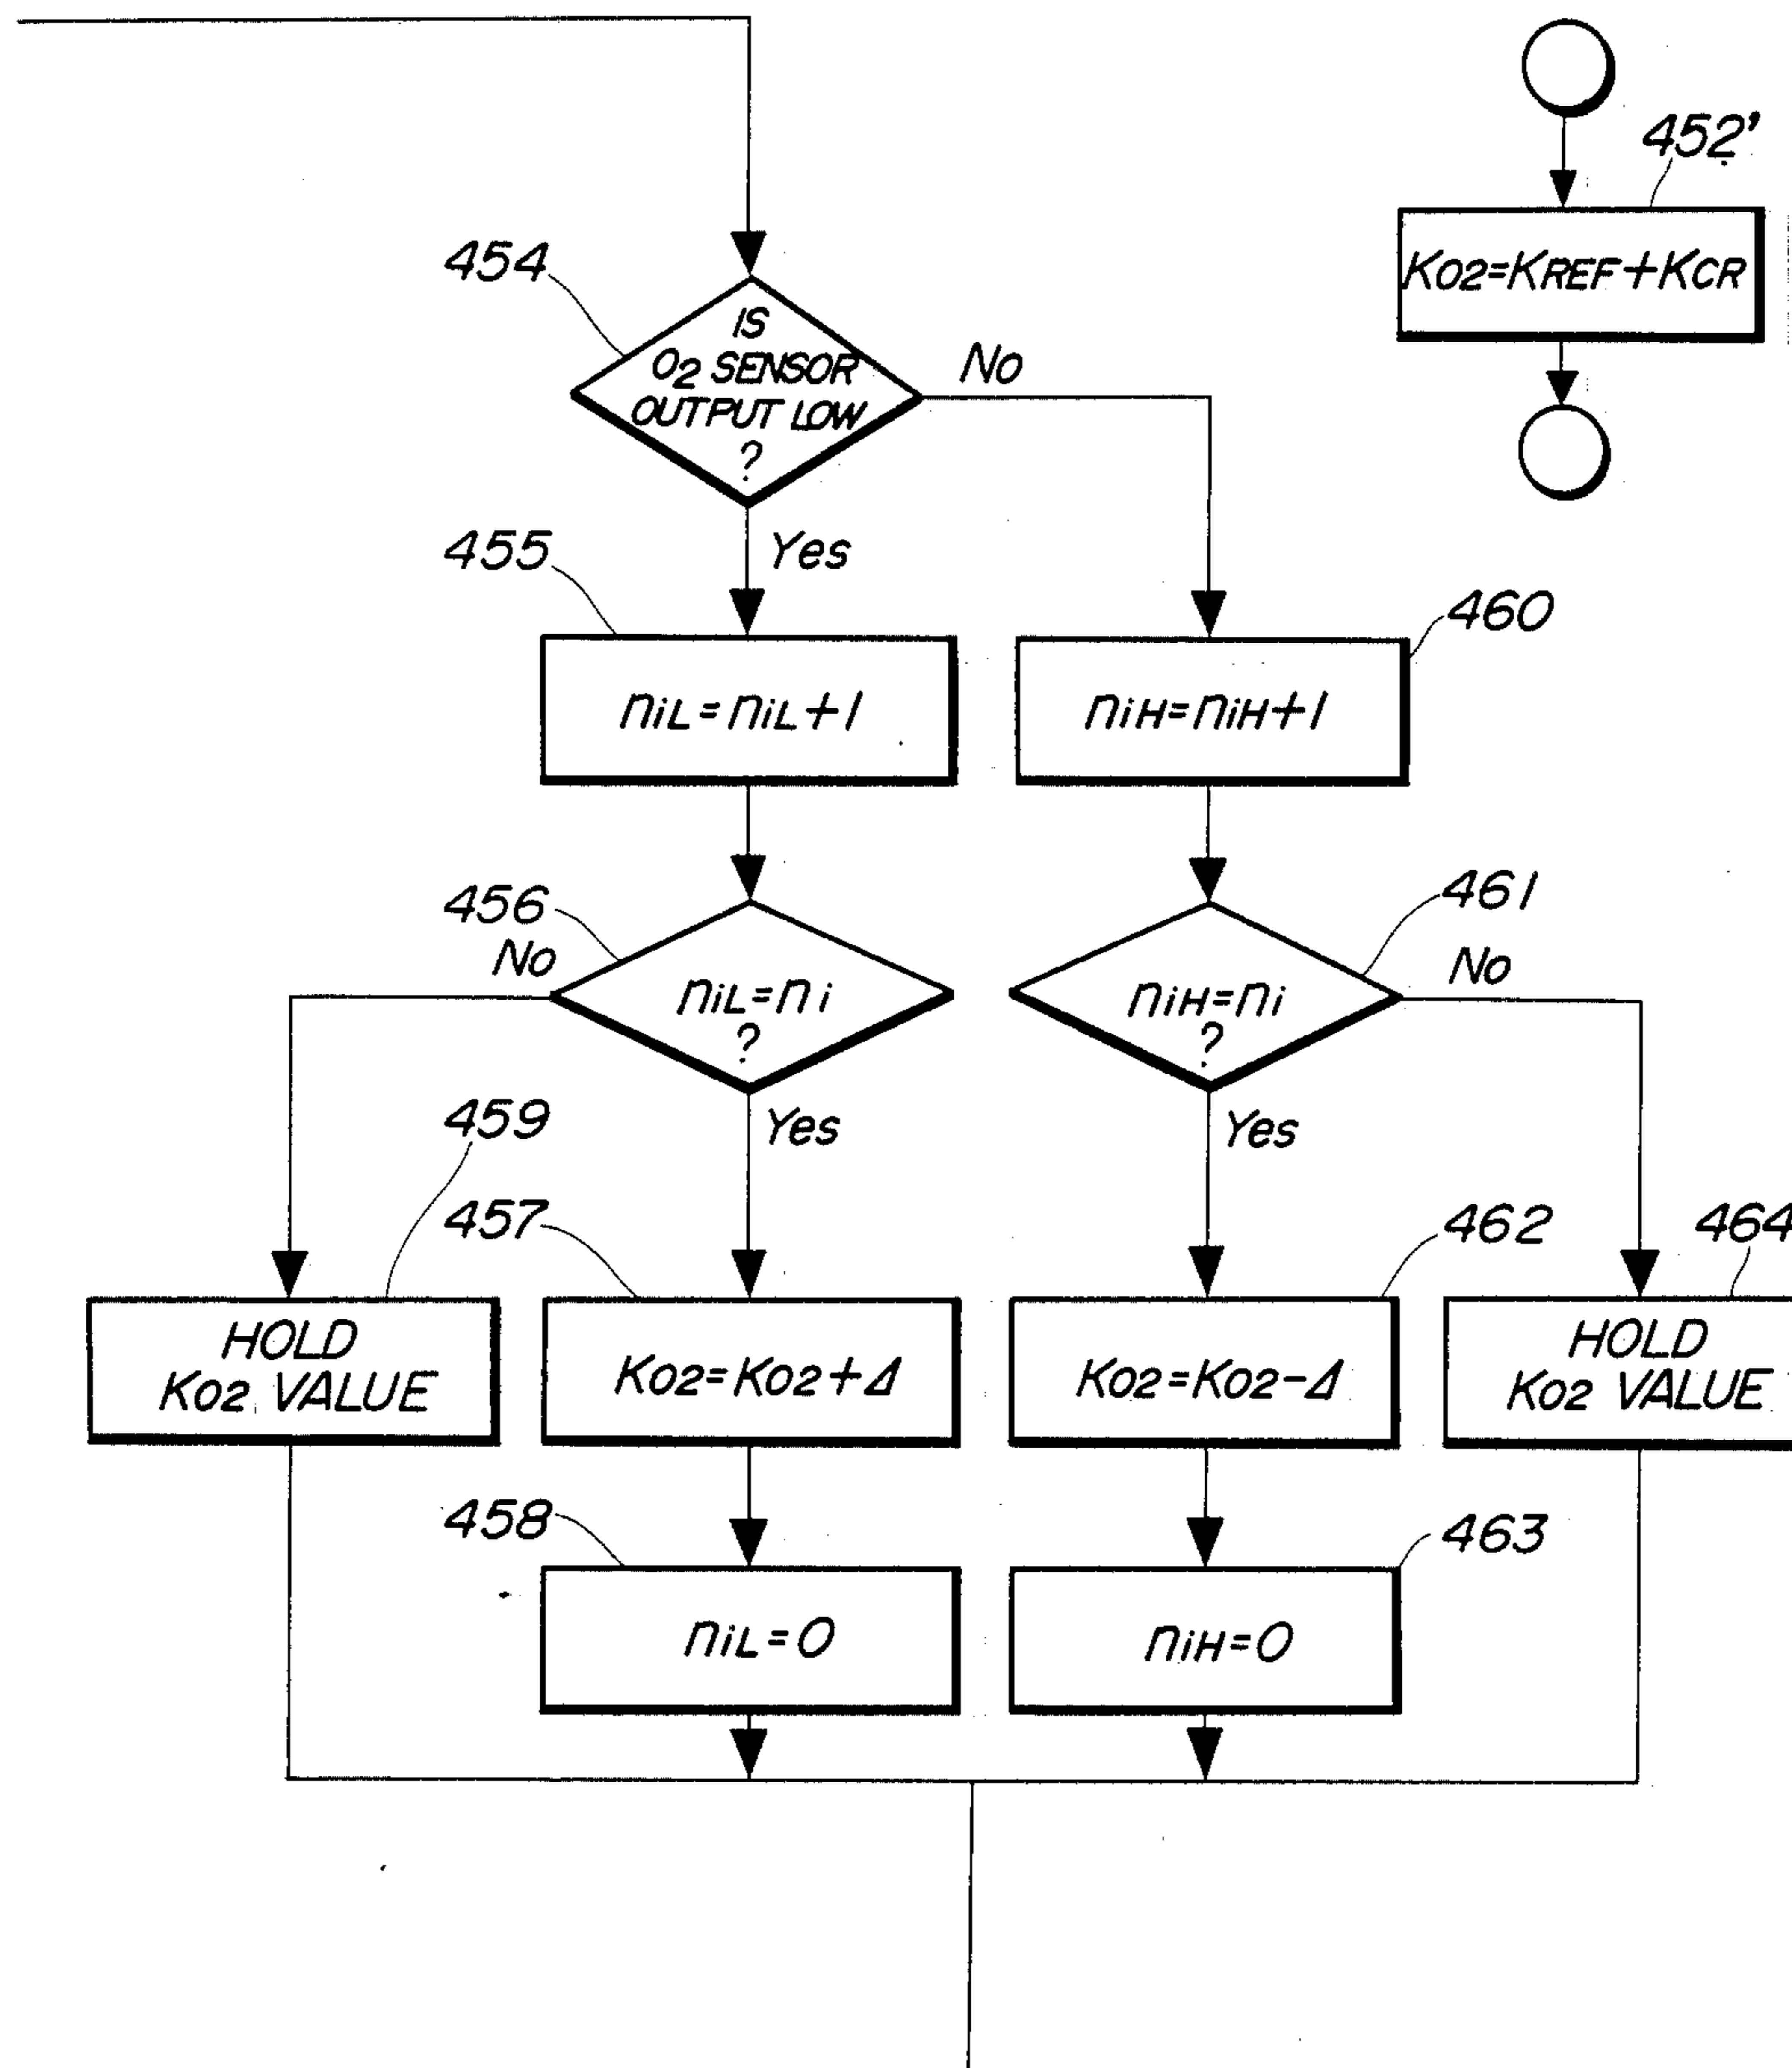 452'
KO2=KREF+KCR
454
IS
O2 SENSOR
OUTPUT LOW
?
No
Yes
455
niL=niL+1
460
niH=niH+1
456
No
niL=ni
?
Yes
461
No
niH=ni
?
Yes
459
HOLD
KO2 VALUE
457
KO2=KO2+Δ
462
KO2=KO2-Δ
464
HOLD
KO2 VALUE
458
niL=0
463
niH=0